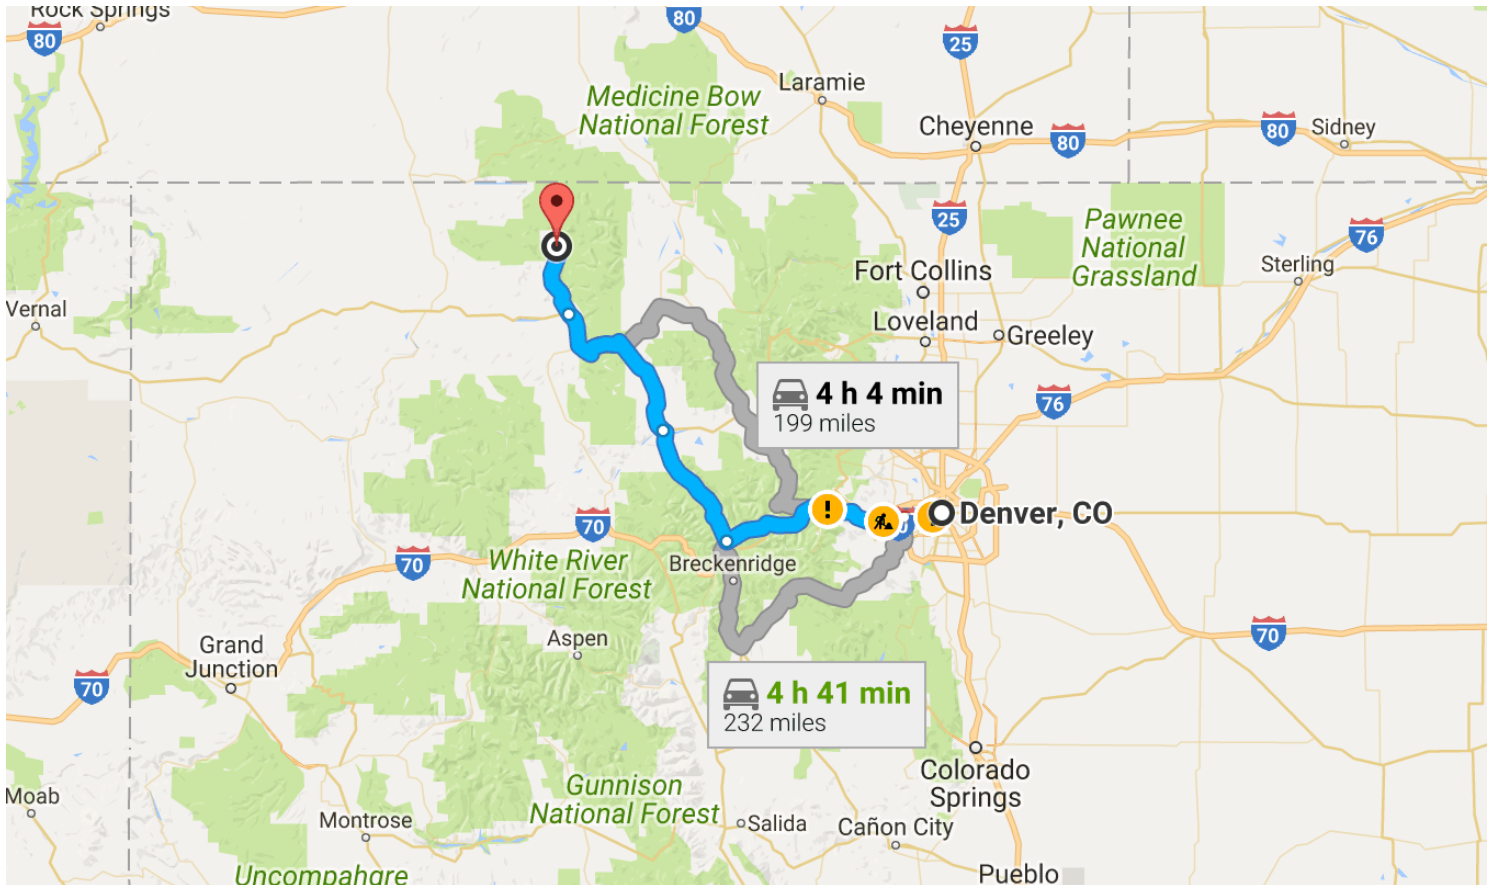 Rock Springs
80
80
25
Medicine Bow
National Forest
Laramie
Cheyenne
80
80
Sidney
25
Pawnee
National
Grassland
76
Sterling
Fort Collins
Vernal
Loveland
Greeley
4 h 4 min
199 miles
76
Denver, CO
70
70
White River
National Forest
Breckenridge
Grand
Junction
Aspen
70
70
4 h 41 min
232 miles
Colorado
Springs
Moab
Montrose
Gunnison
National Forest
Salida
Cañon City
Pueblo
Uncompahgre